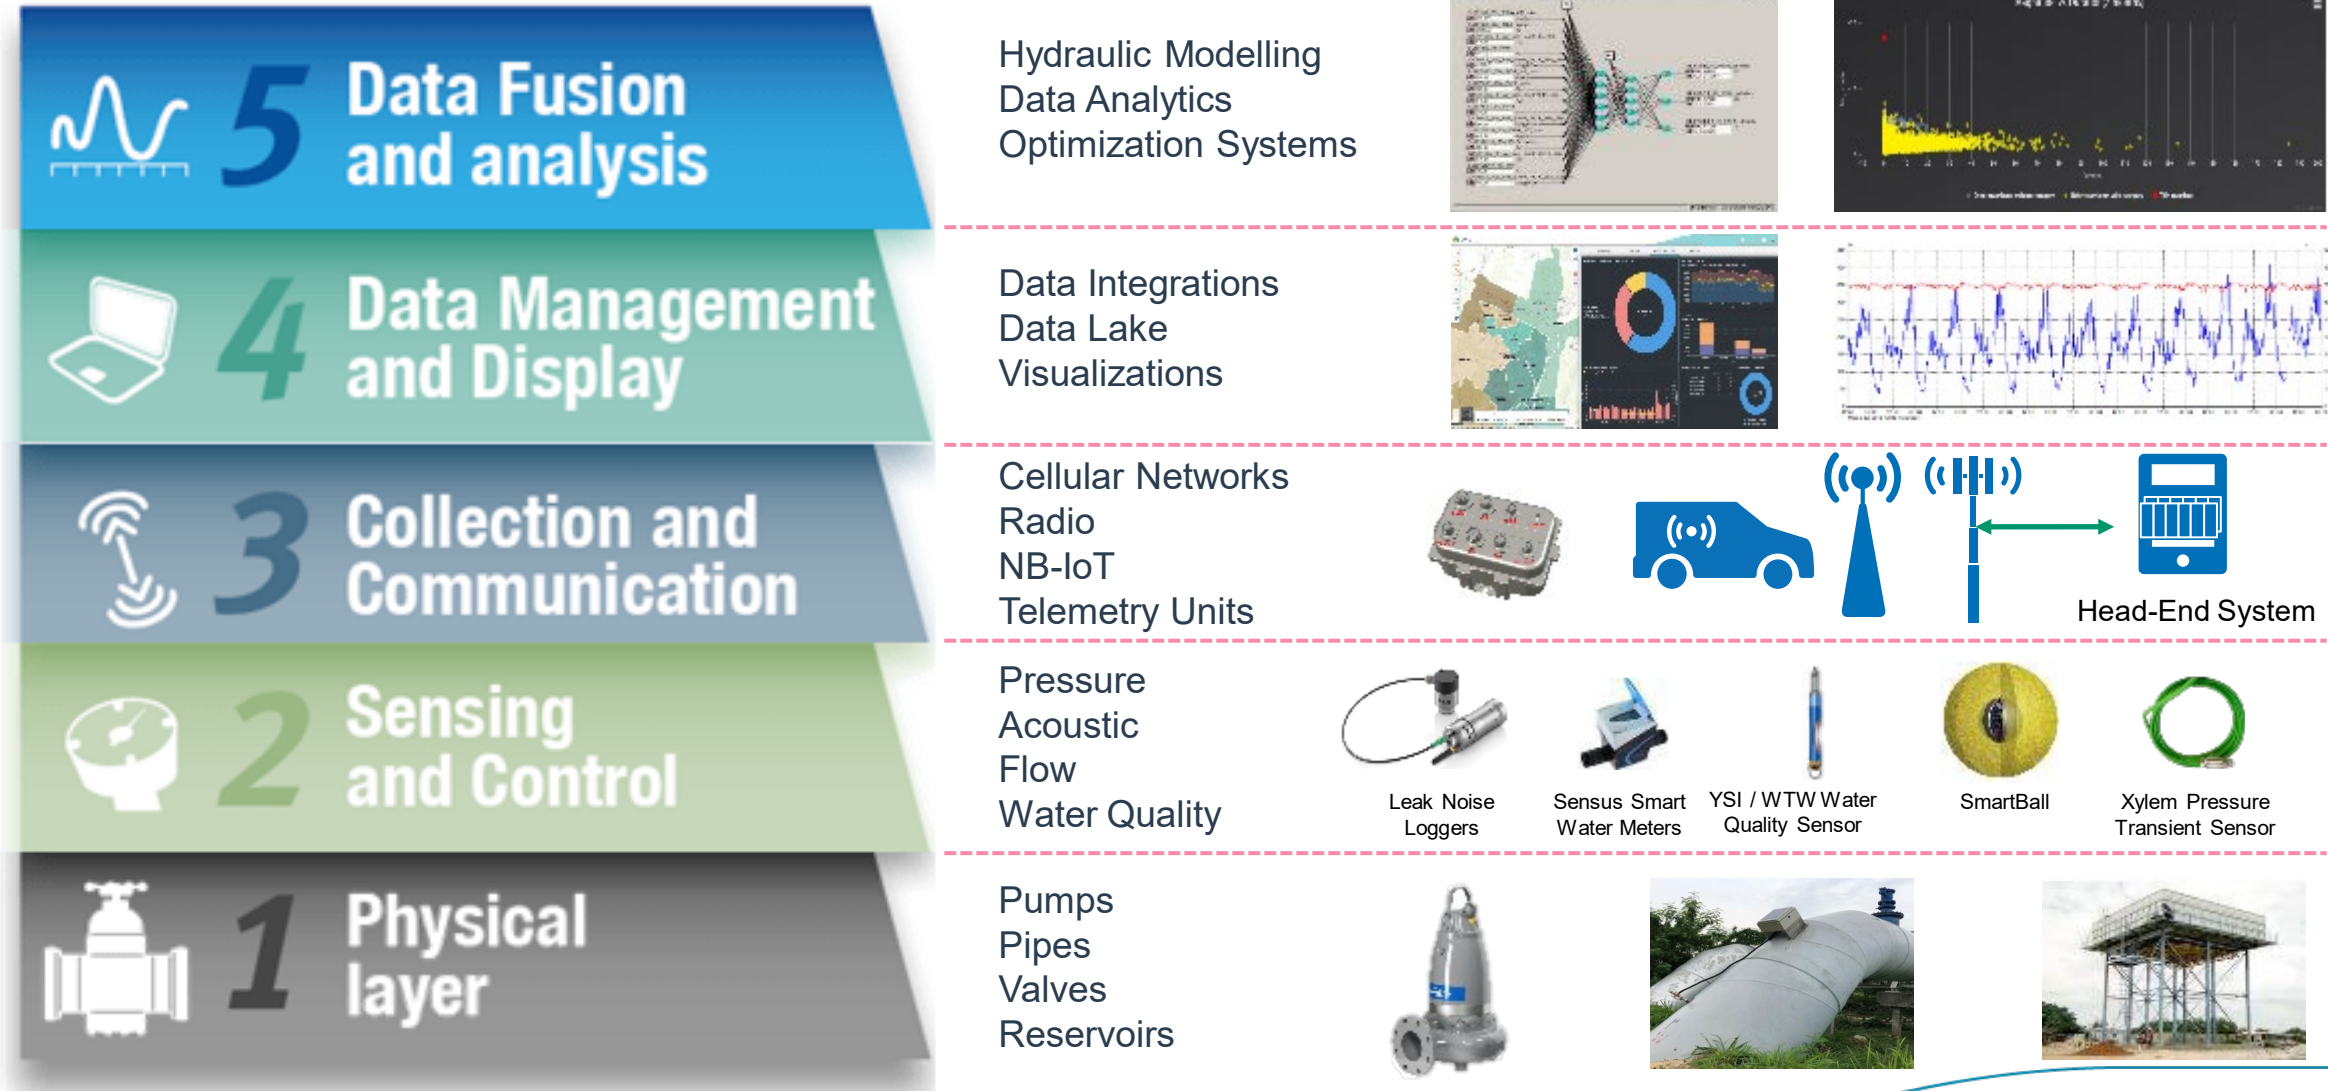 5
Data Fusion
and analysis
Hydraulic Modelling
Data Analytics
Optimization Systems
4
Data Management
and Display
Data Integrations
Data Lake
Visualizations
3
Collection and
Communication
Cellular Networks
Radio
NB-IoT
Telemetry Units
Head-End System
2
Sensing
and Control
Pressure
Acoustic
Flow
Water Quality
Leak Noise
Loggers
Sensus Smart
Water Meters
YSI / WTW Water
Quality Sensor
SmartBall
Xylem Pressure
Transient Sensor
1
Physical
layer
Pumps
Pipes
Valves
Reservoirs